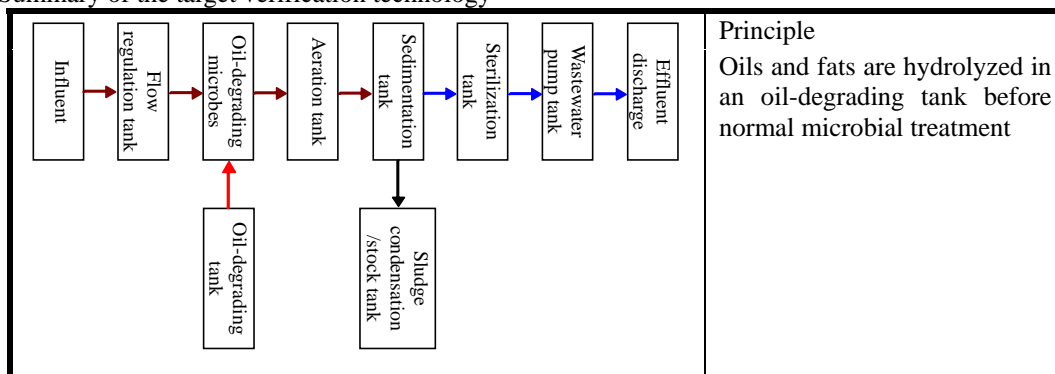 Summary of the target verification technology
Influent
Flow
regulation tank
Oil-degrading
microbes
Aeration tank
Sedimentation
tank
Sterilization
tank
Wastewater
pump tank
Effluent
discharge
Oil-degrading
tank
Sludge
condensation
/stock tank
Principle
Oils and fats are hydrolyzed in
an oil-degrading tank before
normal microbial treatment